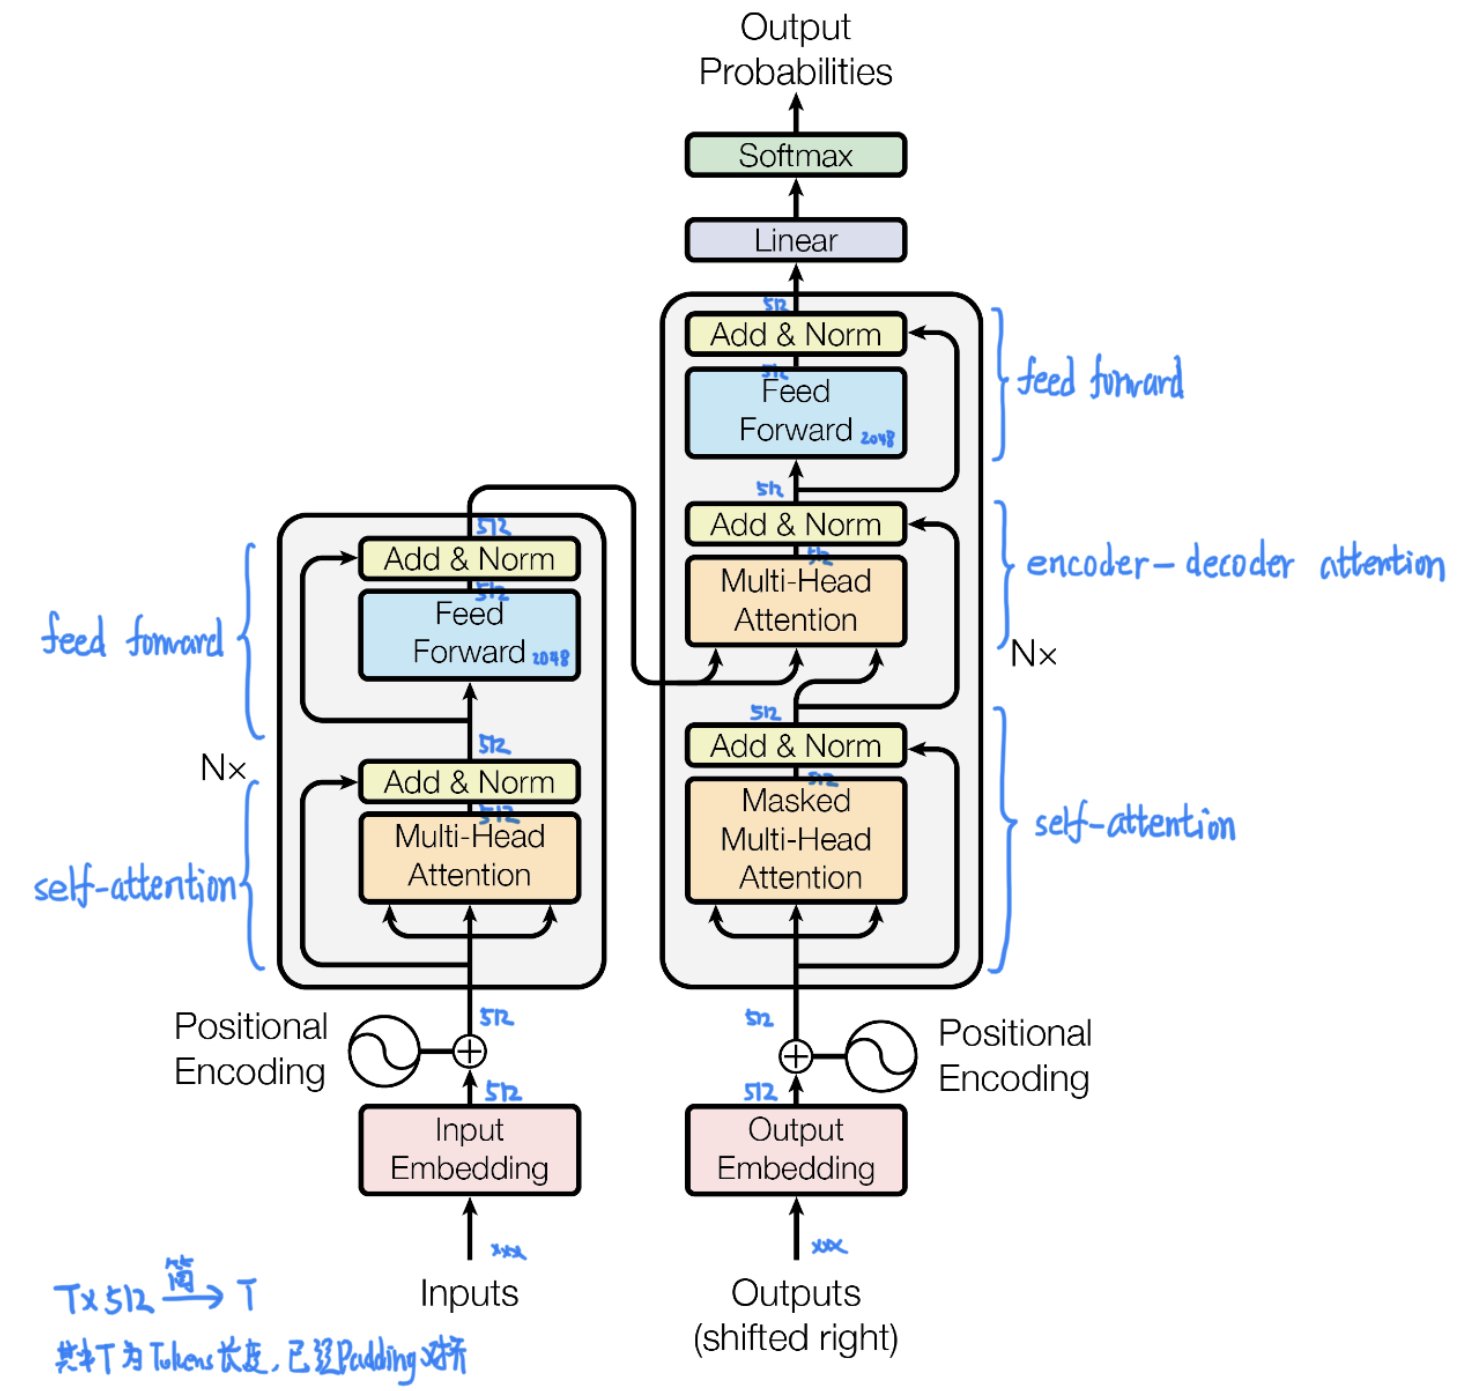 Output
Probabilities
Softmax
Linear
512
Add & Norm
512
Feed
Forward 2048
feed forward
512
Add & Norm
512
Multi-Head
Attention
encoder-decoder attention
Nx
512
Add & Norm
512
Masked
Multi-Head
Attention
self-attention
512
Add & Norm
512
Feed
Forward 2048
feed forward
Nx
512
Add & Norm
512
Multi-Head
Attention
self-attention
512
Positional
Encoding
512
Input
Embedding
xxx
Inputs
512
Positional
Encoding
512
Output
Embedding
xxx
Outputs
(shifted right)
简
Tx512 → T
其中T为Tokens长度,已经Padding对齐